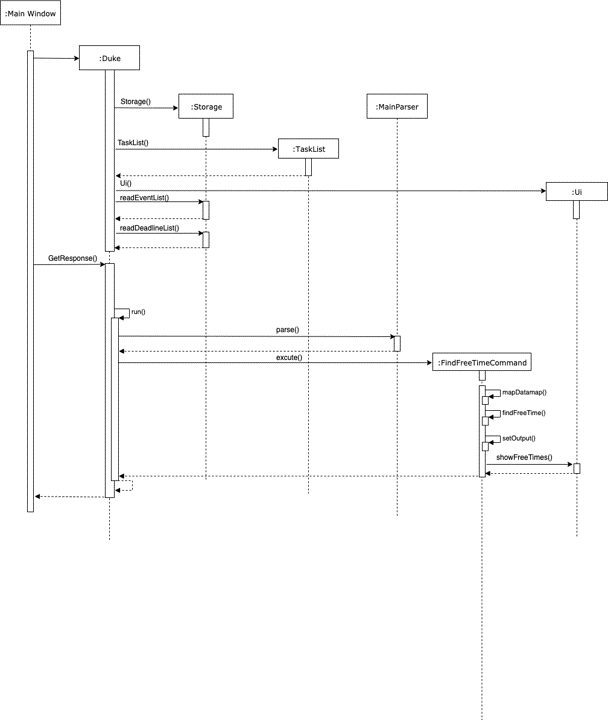 :Main Window
:Duke
Storage()
:Storage
:MainParser
TaskList()
:TaskList
Ui()
:Ui
readEventList()
readDeadlineList()
GetResponse()
run()
parse()
excute()
:FindFreeTimeCommand
mapDatamap()
findFreeTime()
setOutput()
showFreeTimes()